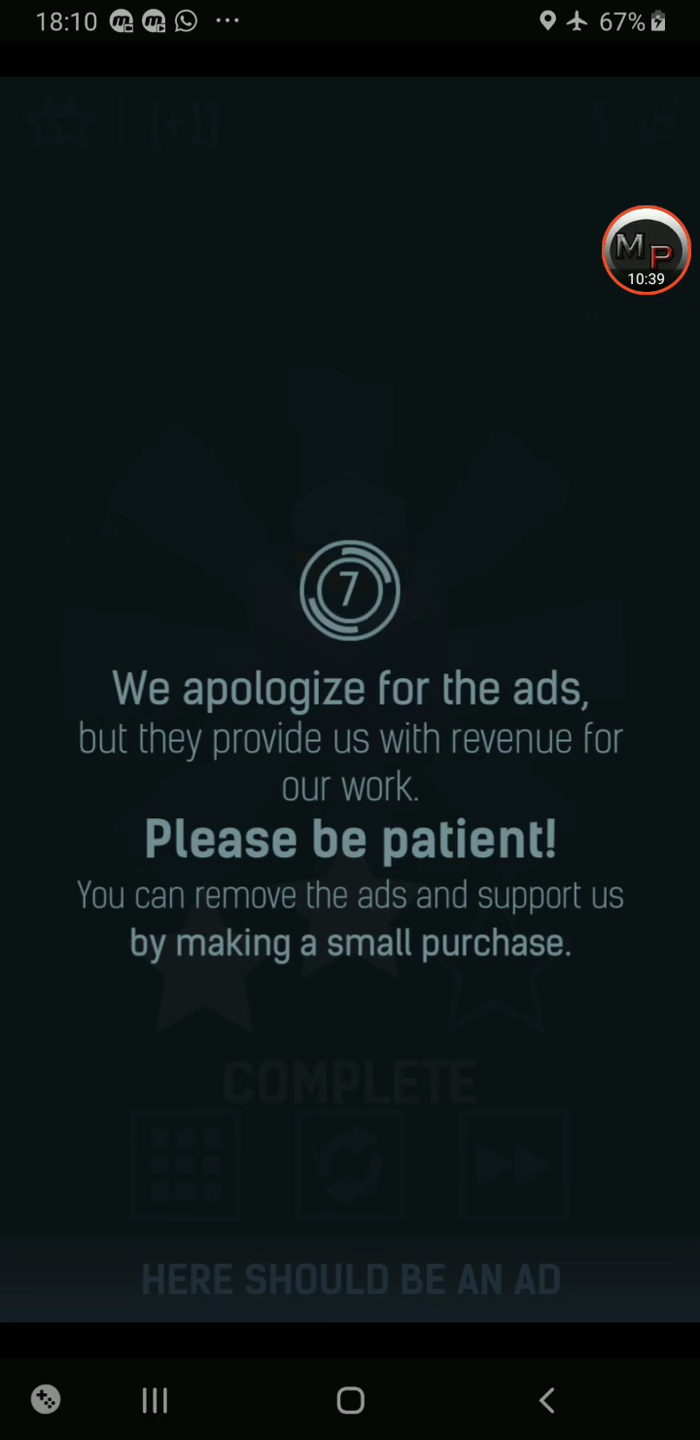 18:10 67%
[+1]
MP
10:39
7
We apologize for the ads,
but they provide us with revenue for
our work.
Please be patient!
You can remove the ads and support us
by making a small purchase.
COMPLETE
HERE SHOULD BE AN AD